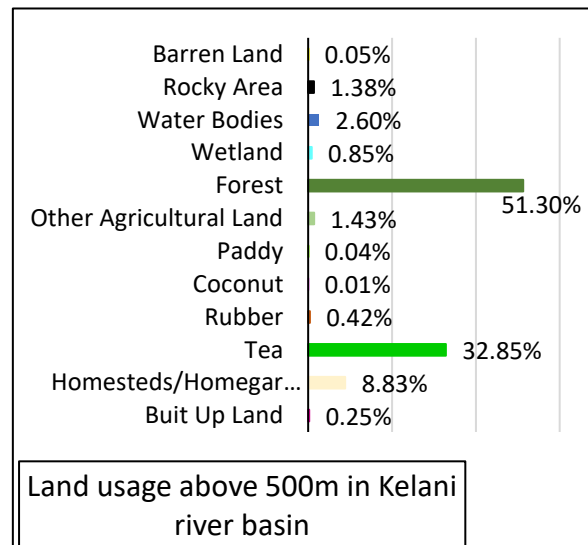 Barren Land 0.05%
Rocky Area 1.38%
Water Bodies 2.60%
Wetland 0.85%
Forest 51.30%
Other Agricultural Land 1.43%
Paddy 0.04%
Coconut 0.01%
Rubber 0.42%
Tea 32.85%
Homesteds/Homegar... 8.83%
Buit Up Land 0.25%
Land usage above 500m in Kelani
river basin